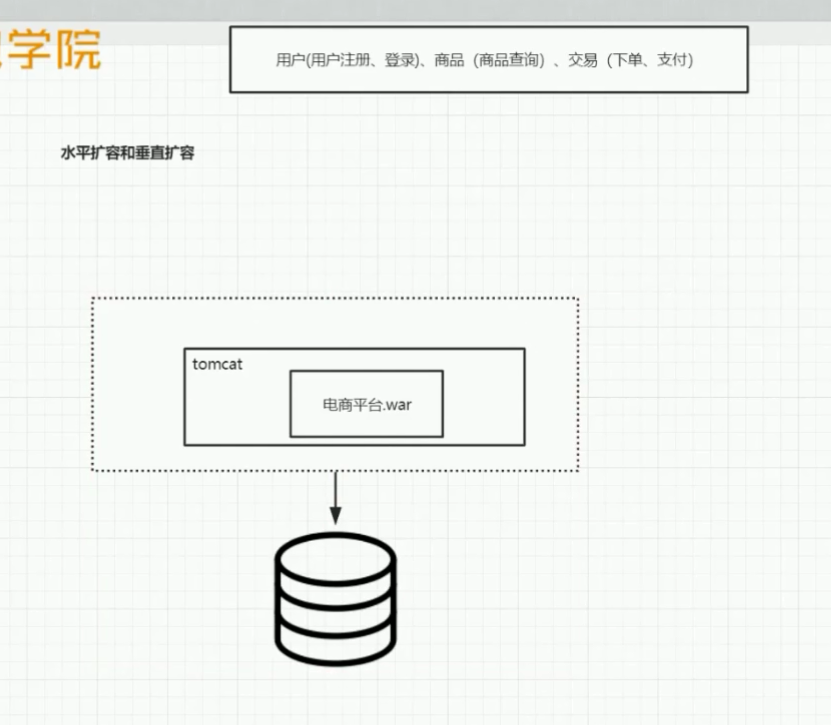 学院
用户(用户注册、登录)、商品（商品查询）、交易（下单、支付）
水平扩容和垂直扩容
tomcat
电商平台.war